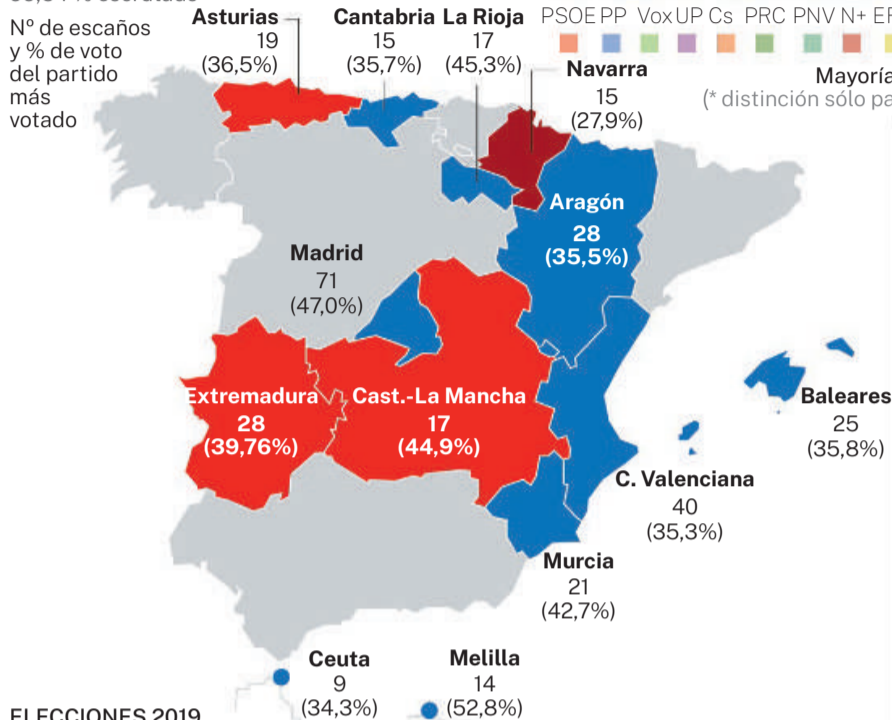 Nº de escaños
y % de voto
del partido
más
votado
Asturias
19
(36,5%)
Cantabria
15
(35,7%)
La Rioja
17
(45,3%)
PSOE PP Vox UP Cs PRC PNV N+
Mayoría
(* distinción sólo
Navarra
15
(27,9%)
Aragón
28
(35,5%)
Madrid
71
(47,0%)
Extremadura
28
(39,76%)
Cast.-La Mancha
17
(44,9%)
Baleares
25
(35,8%)
C. Valenciana
40
(35,3%)
Murcia
21
(42,7%)
Ceuta
9
(34,3%)
Melilla
14
(52,8%)
ELECCIONES 2019